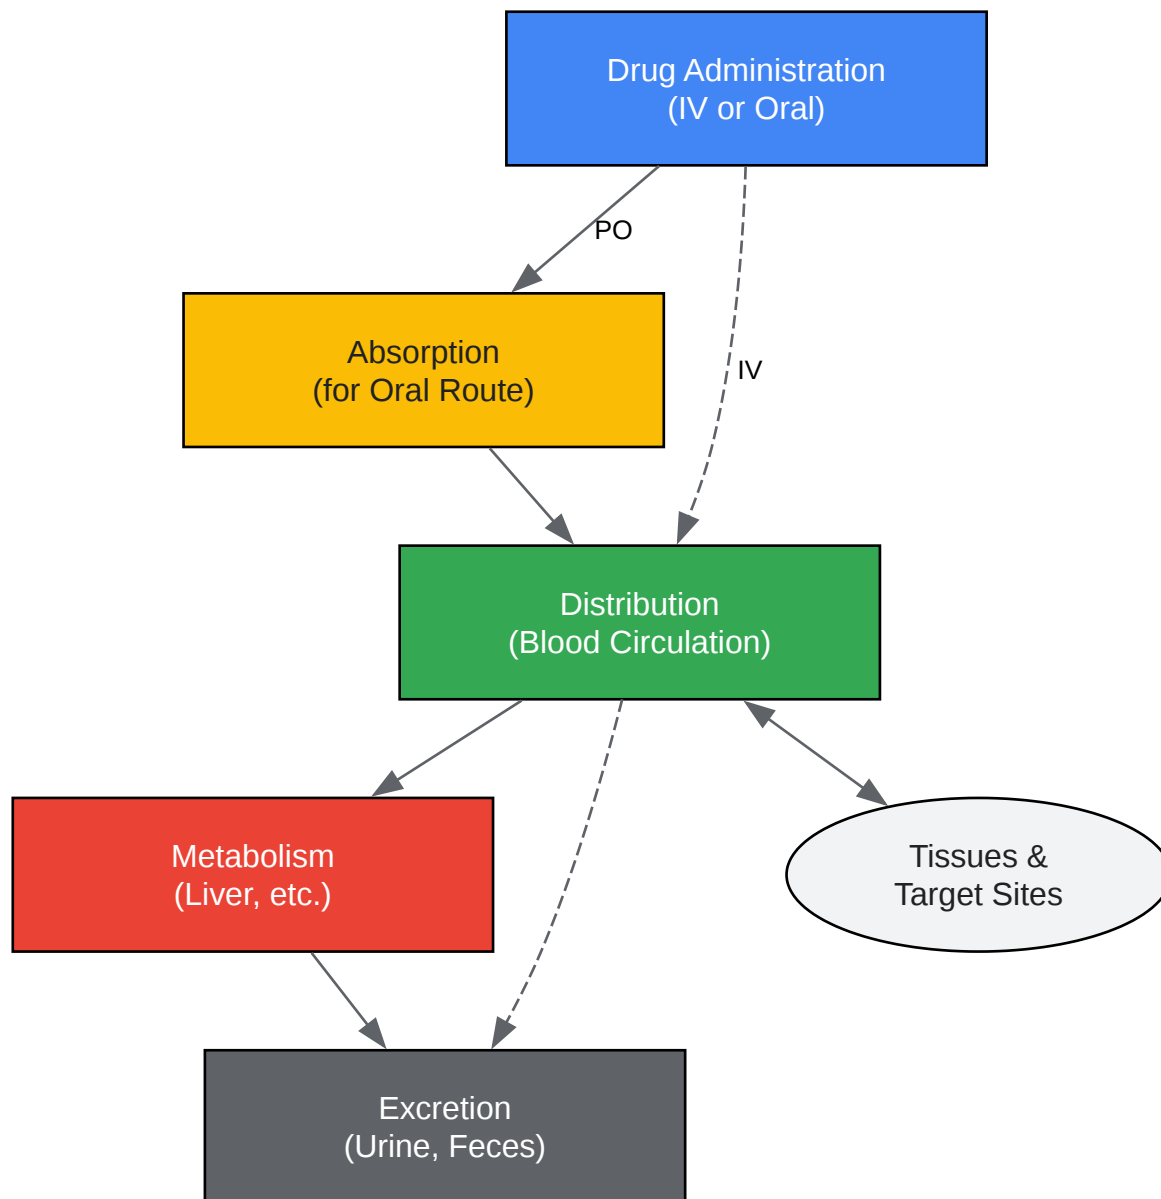 Drug Administration
(IV or Oral)
PO
Absorption
(for Oral Route)
IV
Distribution
(Blood Circulation)
Metabolism
(Liver, etc.)
Tissues &
Target Sites
Excretion
(Urine, Feces)